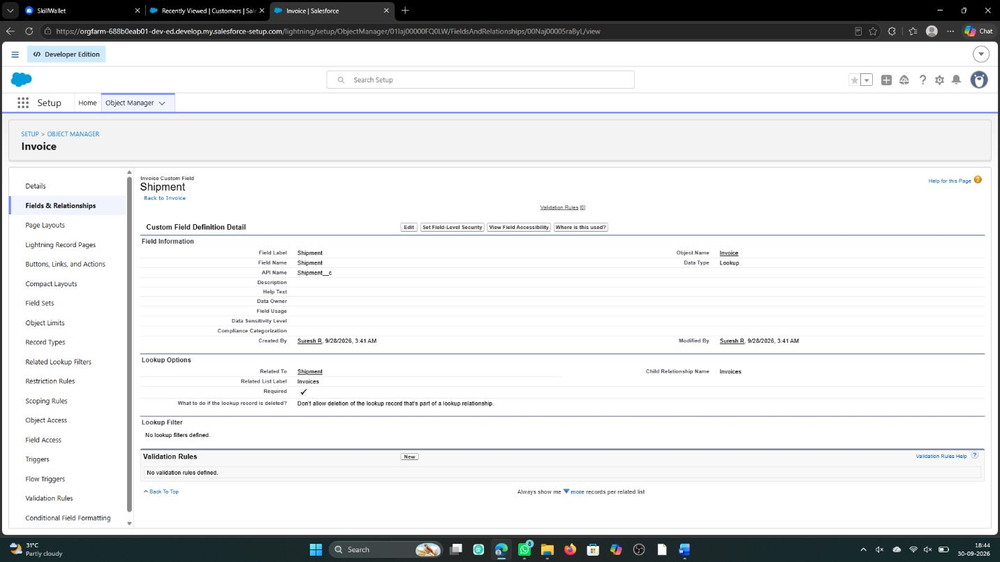 SkillWallet
Recently Viewed | Customers | Sale
Invoice | Salesforce
https://orgfarm-688b0eab01-dev-ed.develop.my.salesforce-setup.com/lightning/setup/ObjectManager/01Iaj00000FQ0LW/FieldsAndRelationships/00Naj00005raByL/view
Chat
Developer Edition
Search Setup
Setup
Home
Object Manager
SETUP > OBJECT MANAGER
Invoice
Details
Fields & Relationships
Page Layouts
Lightning Record Pages
Buttons, Links, and Actions
Compact Layouts
Field Sets
Object Limits
Record Types
Related Lookup Filters
Restriction Rules
Scoping Rules
Object Access
Field Access
Triggers
Flow Triggers
Validation Rules
Conditional Field Formatting
Invoice Custom Field
Shipment
Back to Invoice
Help for this Page
Validation Rules [0]
Custom Field Definition Detail Edit Set Field-Level Security View Field Accessibility Where is this used?
Field Information
Field Label Shipment Object Name Invoice
Field Name Shipment Data Type Lookup
API Name Shipment__c
Description
Help Text
Data Owner
Field Usage
Data Sensitivity Level
Compliance Categorization
Created By Suresh R, 9/28/2026, 3:41 AM Modified By Suresh R, 9/28/2026, 3:41 AM
Lookup Options
Related To Shipment Child Relationship Name Invoices
Related List Label Invoices
Required ✓
What to do if the lookup record is deleted? Don't allow deletion of the lookup record that's part of a lookup relationship.
Lookup Filter
No lookup filters defined.
Validation Rules New Validation Rules Help ?
No validation rules defined.
Back To Top Always show me more records per related list
31°C
Partly cloudy
Search
8
18:44
30-09-2026